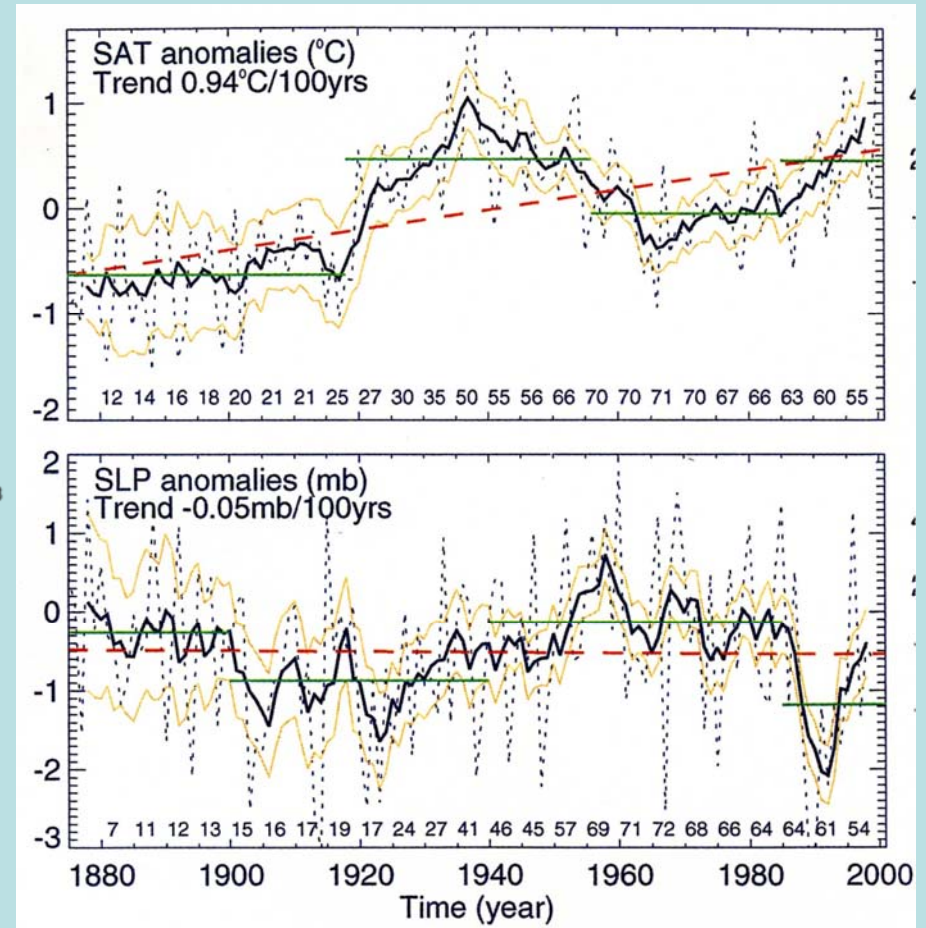 SAT anomalies (°C)
Trend 0.94°C/100yrs
1
0
-1
-2
12 14 16 18 20 21 21 25 27 30 35 50 55 56 66 70 70 71 70 67 66 63 60 55
2
1
0
-1
-2
-3
SLP anomalies (mb)
Trend -0.05mb/100yrs
7 11 12 13 15 16 17 19 17 24 27 41 46 45 57 69 71 72 68 66 64 64 61 54
1880 1900 1920 1940 1960 1980 2000
Time (year)